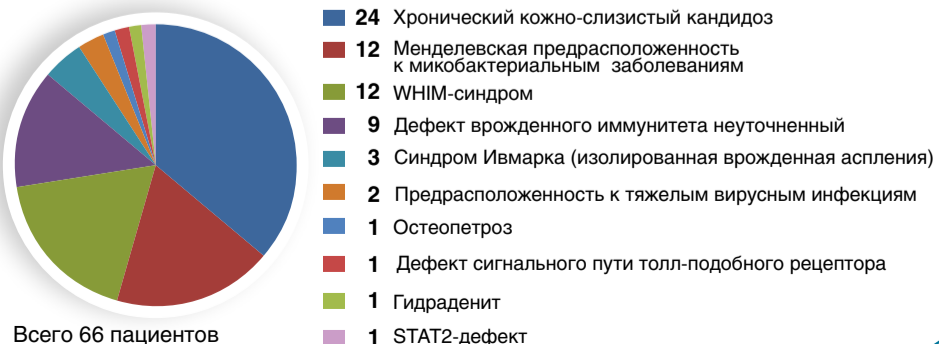 24 Хронический кожно-слизистый кандидоз
12 Менделевская предрасположенность
к микобактериальным заболеваниям
12 WHIM-синдром
9 Дефект врожденного иммунитета неуточненный
3 Синдром Ивмарка (изолированная врожденная аспления)
2 Предрасположенность к тяжелым вирусным инфекциям
1 Остеопетроз
1 Дефект сигнального пути толл-подобного рецептора
1 Гидраденит
1 STAT2-дефект
Всего 66 пациентов